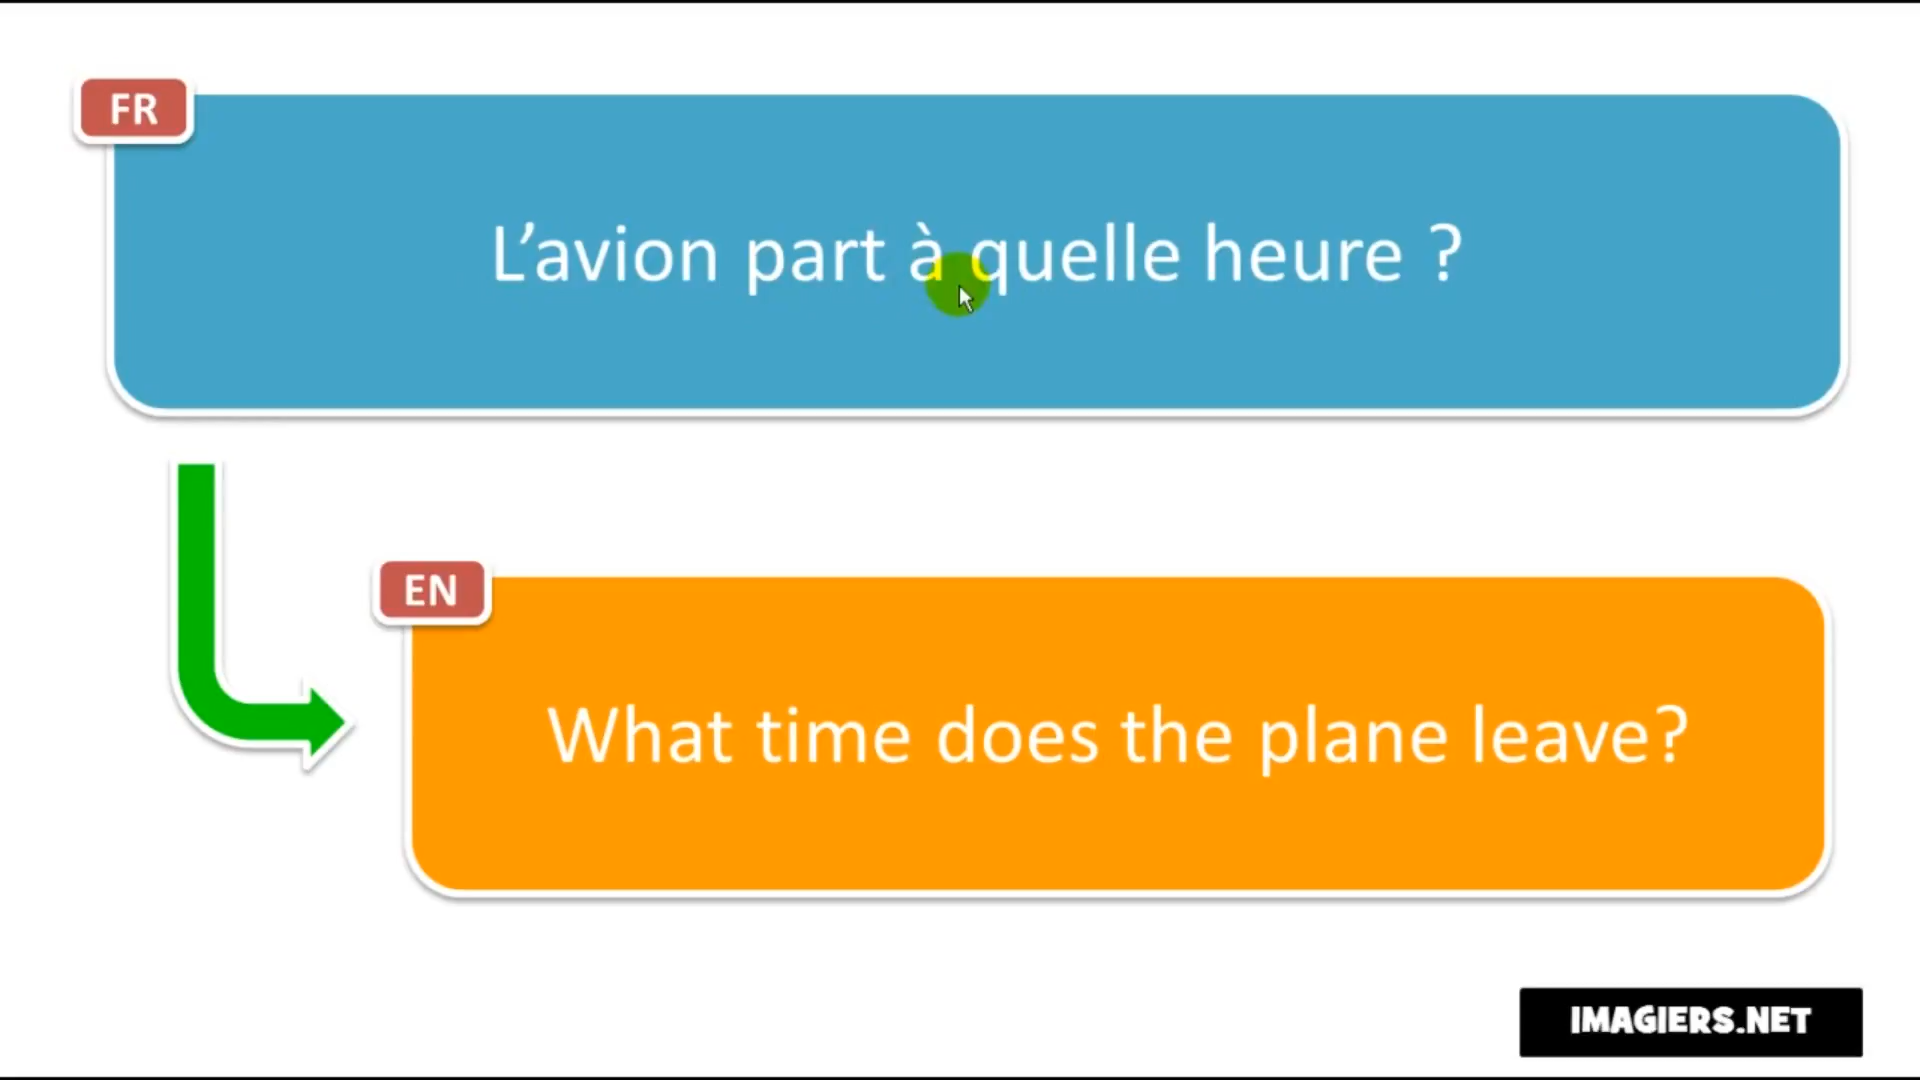 FR
L’avion part à quelle heure ?
EN
What time does the plane leave?
IMAGIERS.NET